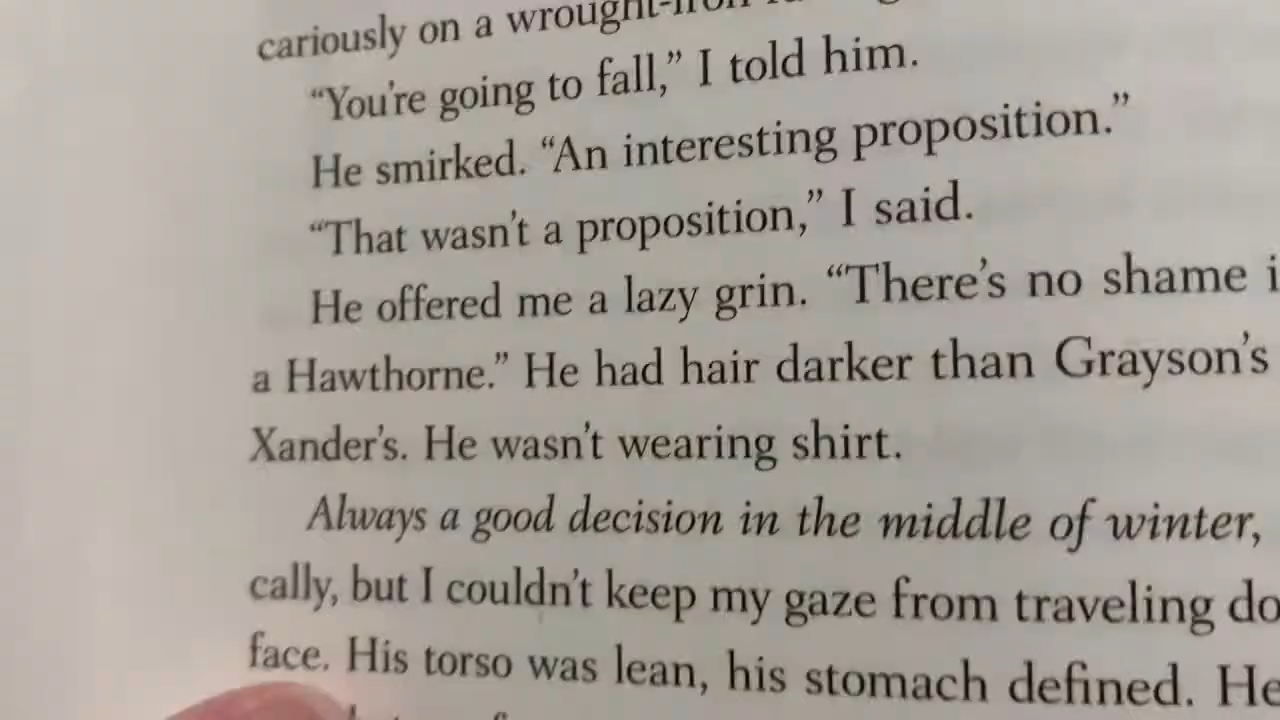 cariously on a wrought-iron
“You're going to fall,” I told him.
He smirked. “An interesting proposition.”
“That wasn't a proposition,” I said.
He offered me a lazy grin. “There's no shame
a Hawthorne.” He had hair darker than Grayson's
Xander's. He wasn't wearing shirt.
Always a good decision in the middle of winter,
cally, but I couldn't keep my gaze from traveling do
face. His torso was lean, his stomach defined. He